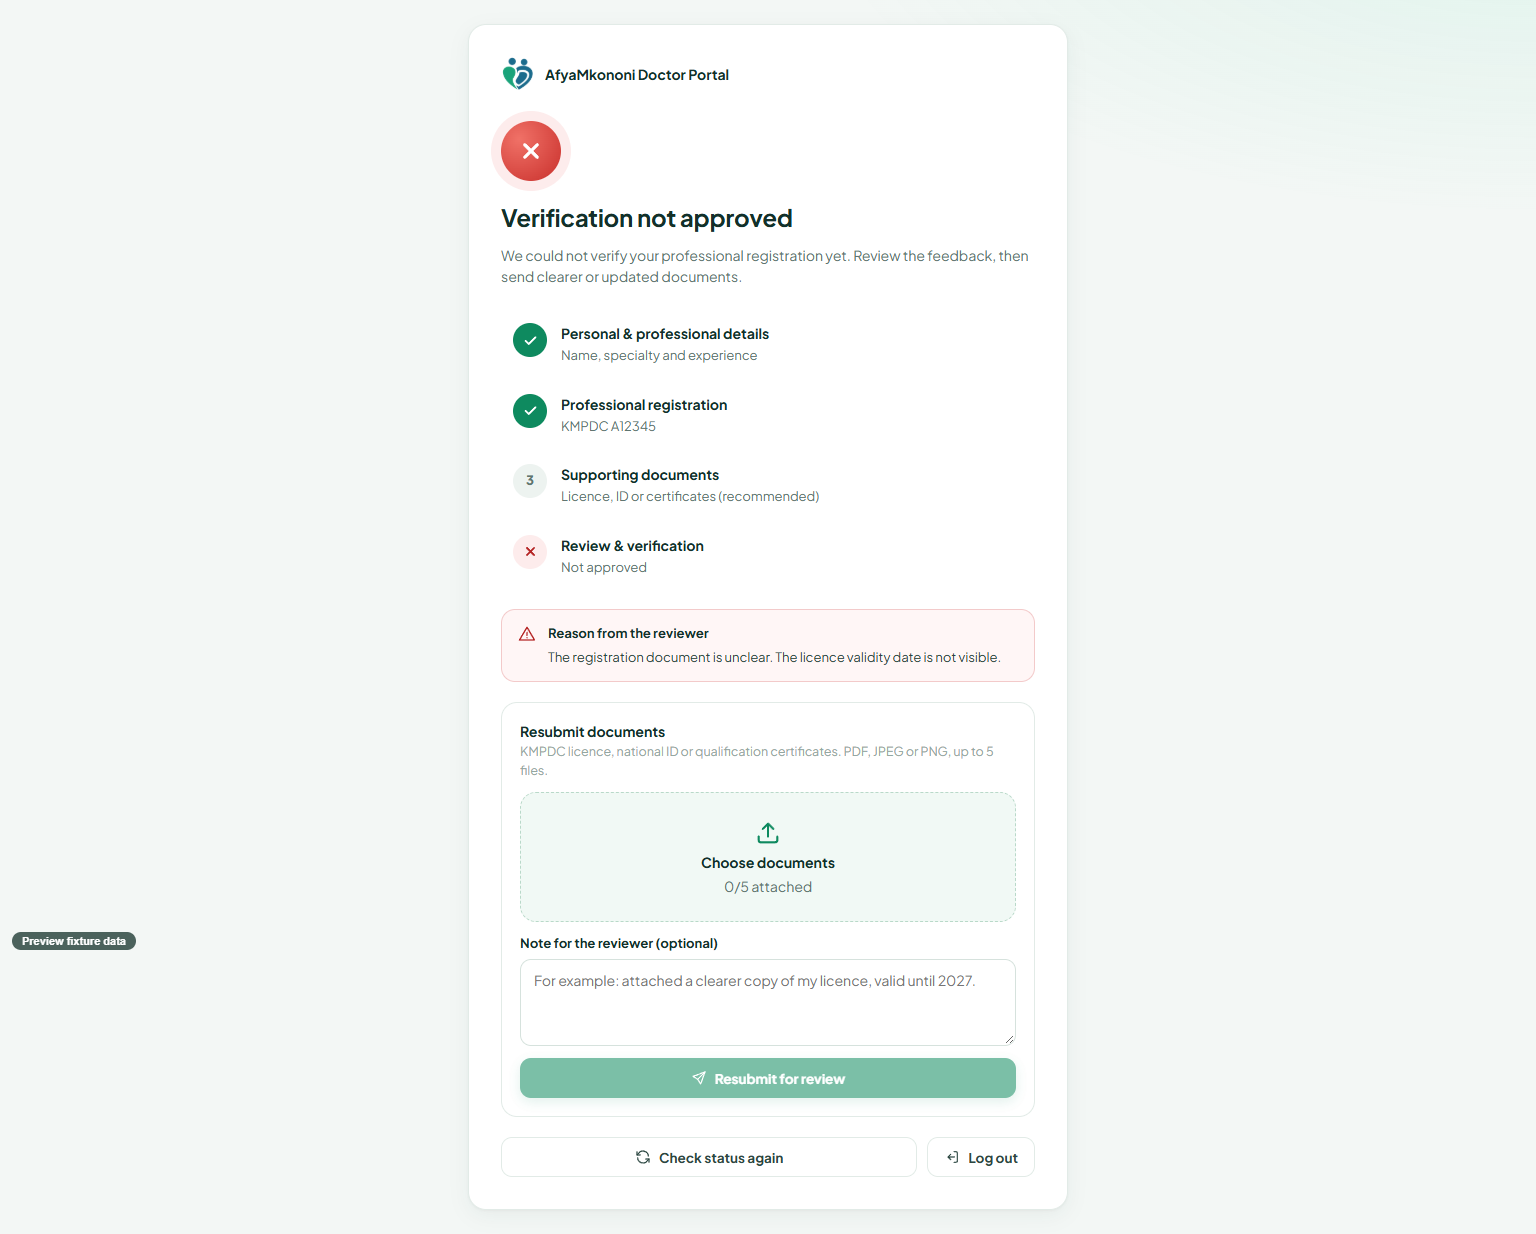 AfyaMkononi Doctor Portal
Verification not approved
We could not verify your professional registration yet. Review the feedback, then
send clearer or updated documents.
Personal & professional details
Name, specialty and experience
Professional registration
KMPDC A12345
3
Supporting documents
Licence, ID or certificates (recommended)
Review & verification
Not approved
Reason from the reviewer
The registration document is unclear. The licence validity date is not visible.
Resubmit documents
KMPDC licence, national ID or qualification certificates. PDF, JPEG or PNG, up to 5
files.
Choose documents
0/5 attached
Preview fixture data
Note for the reviewer (optional)
For example: attached a clearer copy of my licence, valid until 2027.
Resubmit for review
Check status again
Log out